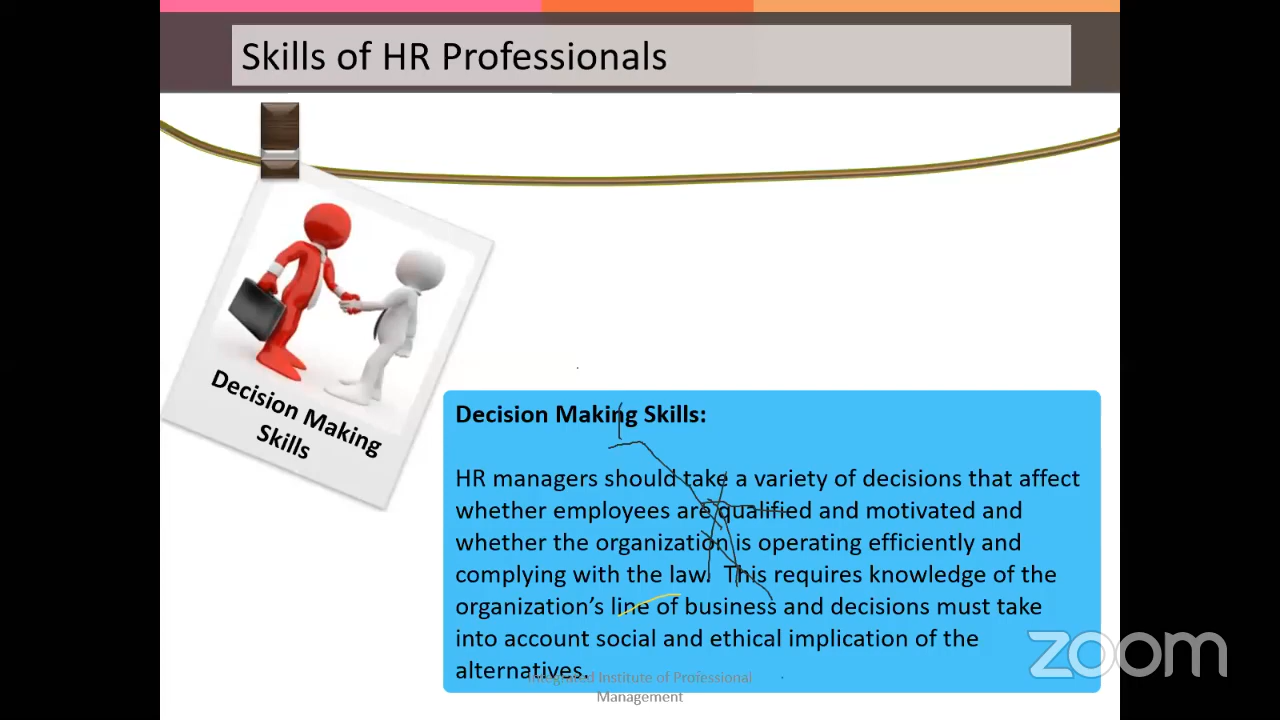 Skills of HR Professionals
Decision Making
Skills
Decision Making Skills:
HR managers should take a variety of decisions that affect
whether employees are qualified and motivated and
whether the organization is operating efficiently and
complying with the law.  This requires knowledge of the
organization's line of business and decisions must take
into account social and ethical implication of the
alternatives.
Integrated Institute of Professional
Management
zoom